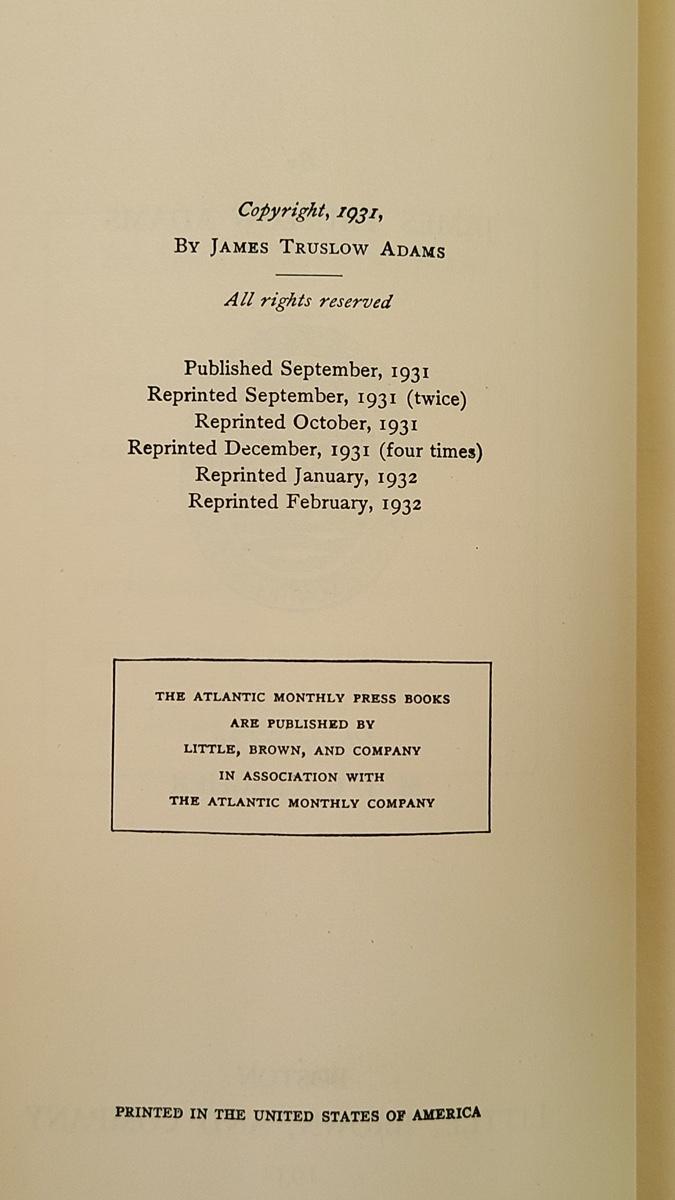 Copyright, 1931,
By James Truslow Adams
All rights reserved
Published September, 1931
Reprinted September, 1931 (twice)
Reprinted October, 1931
Reprinted December, 1931 (four times)
Reprinted January, 1932
Reprinted February, 1932
THE ATLANTIC MONTHLY PRESS BOOKS
ARE PUBLISHED BY
LITTLE, BROWN, AND COMPANY
IN ASSOCIATION WITH
THE ATLANTIC MONTHLY COMPANY
PRINTED IN THE UNITED STATES OF AMERICA